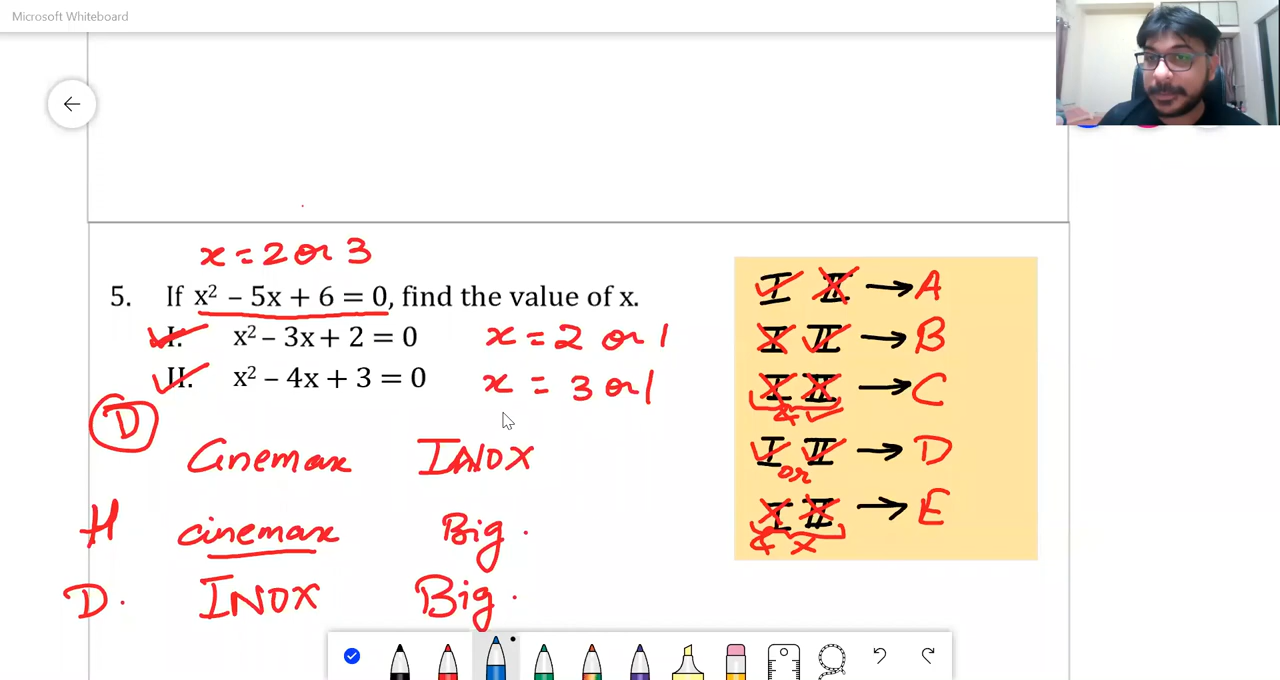 Microsoft Whiteboard
x = 2 or 3
5. If x² – 5x + 6 = 0, find the value of x.
I. x² – 3x + 2 = 0 x = 2 or 1
II. x² – 4x + 3 = 0 x = 3 or 1
D
Cinemax INOX
H cinemax Big.
D. INOX Big.
I II → A
I II → B
I II → C
&
I II → D
or
I II → E
&